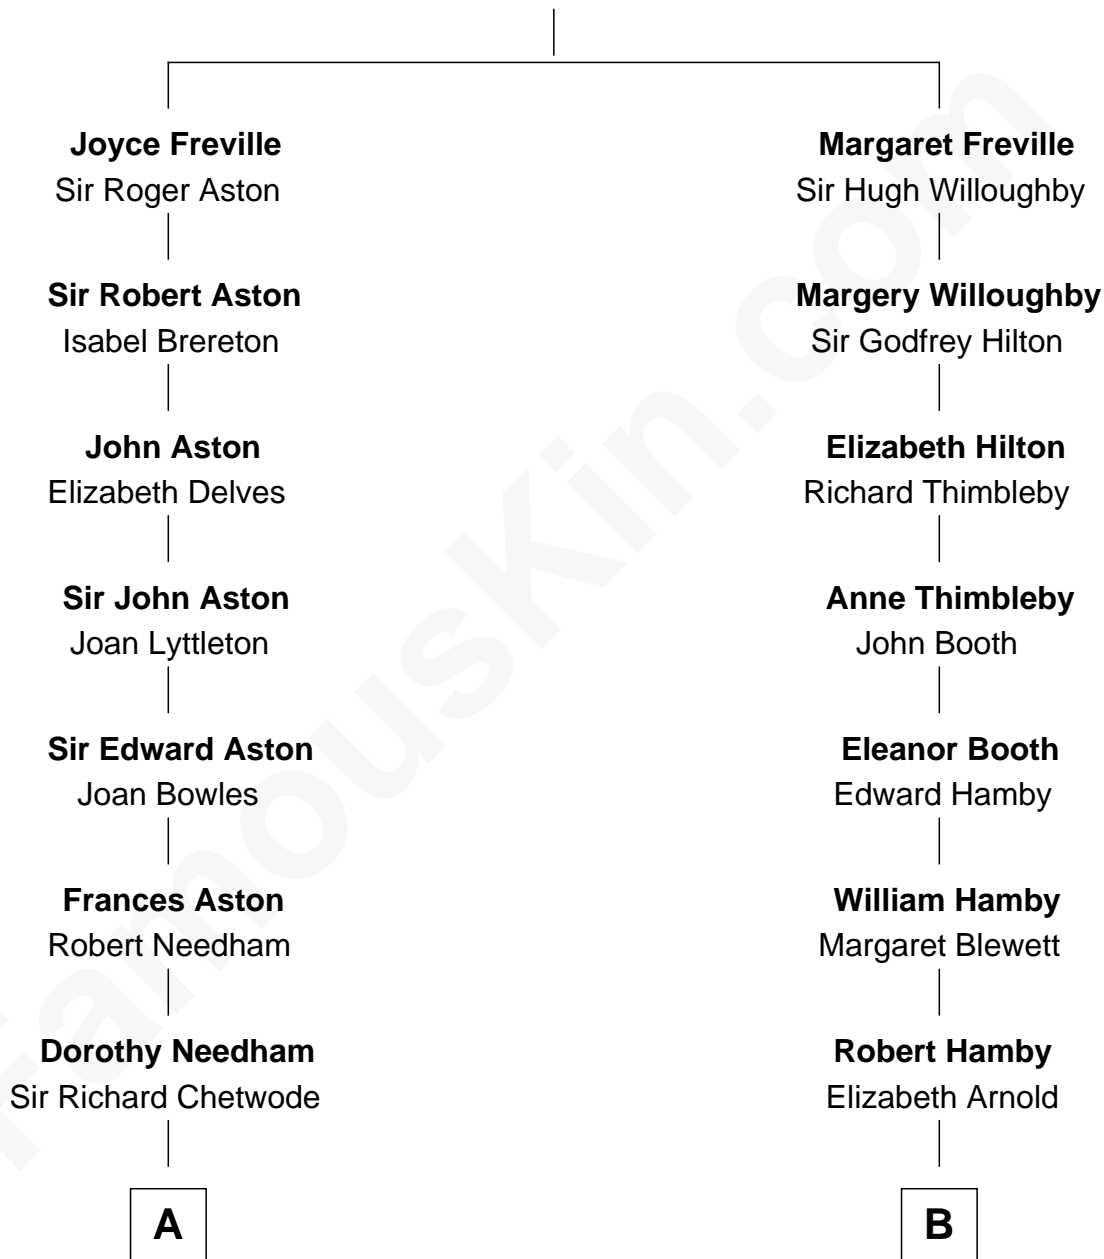 Joyce Freville
Sir Roger Aston
Sir Robert Aston
Isabel Brereton
John Aston
Elizabeth Delves
Sir John Aston
Joan Lyttleton
Sir Edward Aston
Joan Bowles
Frances Aston
Robert Needham
Dorothy Needham
Sir Richard Chetwode
A
Margaret Freville
Sir Hugh Willoughby
Margery Willoughby
Sir Godfrey Hilton
Elizabeth Hilton
Richard Thimbleby
Anne Thimbleby
John Booth
Eleanor Booth
Edward Hamby
William Hamby
Margaret Blewett
Robert Hamby
Elizabeth Arnold
B
FamousKin.com